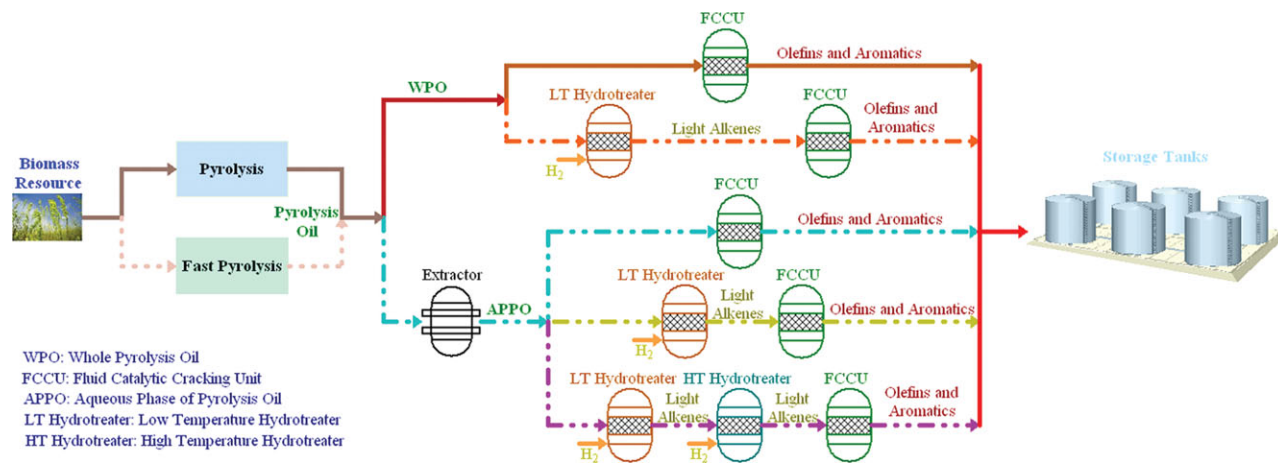 Biomass
Resource
Pyrolysis
Fast Pyrolysis
Pyrolysis
Oil
WPO
FCCU
Olefins and Aromatics
LT Hydrotreater
H2
Light Alkenes
FCCU
Olefins and
Aromatics
Extractor
APPO
FCCU
Olefins and Aromatics
LT Hydrotreater
H2
Light
Alkenes
FCCU
Olefins and Aromatics
LT Hydrotreater
H2
Light
Alkenes
HT Hydrotreater
H2
Light
Alkenes
FCCU
Olefins and
Aromatics
Storage Tanks
WPO: Whole Pyrolysis Oil
FCCU: Fluid Catalytic Cracking Unit
APPO: Aqueous Phase of Pyrolysis Oil
LT Hydrotreater: Low Temperature Hydrotreater
HT Hydrotreater: High Temperature Hydrotreater